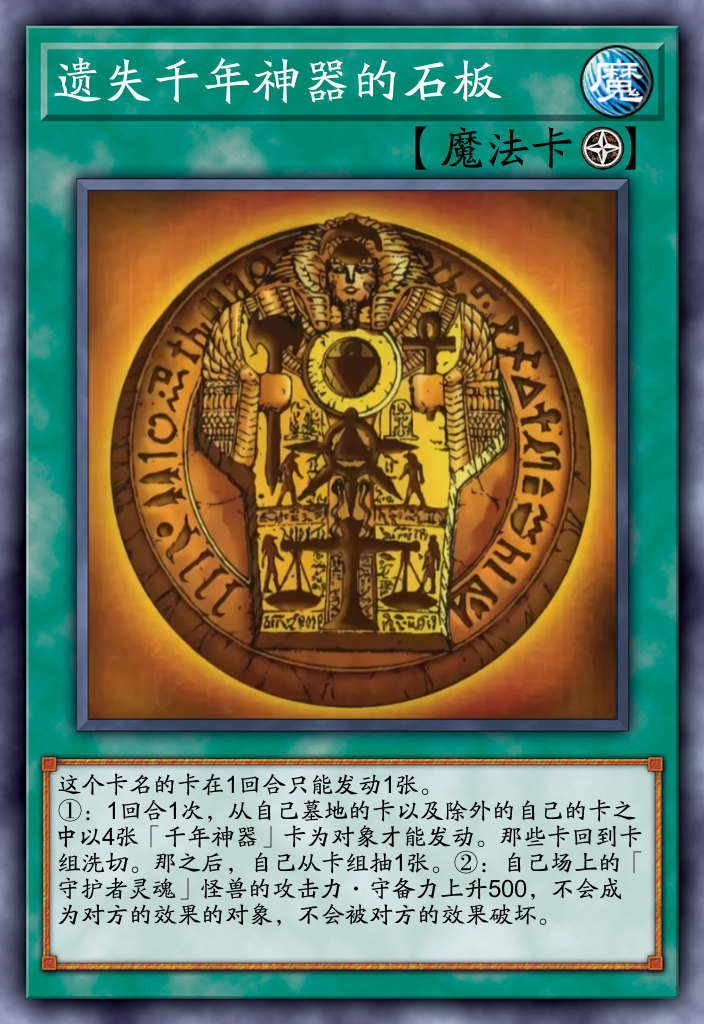 遗失千年神器的石板
魔
【魔法卡】
这个卡名的卡在1回合只能发动1张。
①：1回合1次，从自己墓地的卡以及除外的自己的卡之
中以4张「千年神器」卡为对象才能发动。那些卡回到卡
组洗切。那之后，自己从卡组抽1张。②：自己场上的「
守护者灵魂」怪兽的攻击力・守备力上升500，不会成
为对方的效果的对象，不会被对方的效果破坏。